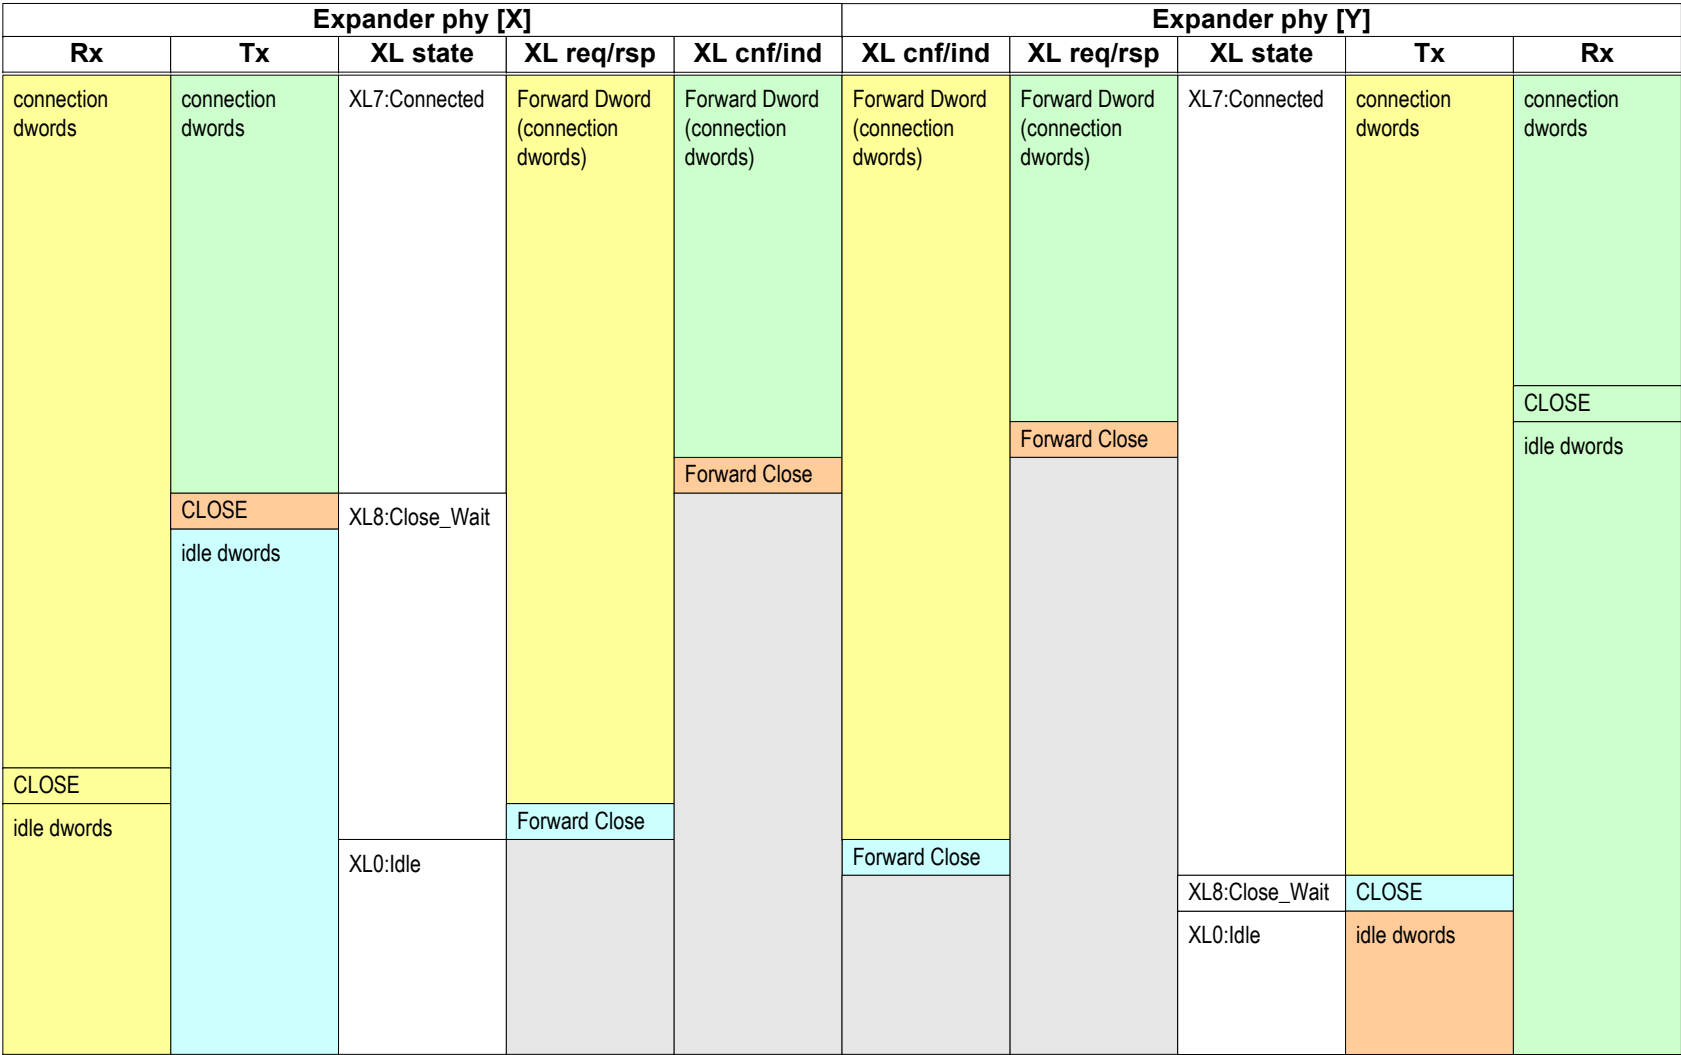 Expander phy [X]
Expander phy [Y]
Rx
Tx
XL state
XL req/rsp
XL cnf/ind
XL cnf/ind
XL req/rsp
XL state
Tx
Rx
connection
dwords
connection
dwords
XL7:Connected
Forward Dword
(connection
dwords)
Forward Dword
(connection
dwords)
Forward Dword
(connection
dwords)
Forward Dword
(connection
dwords)
XL7:Connected
connection
dwords
connection
dwords
CLOSE
Forward Close
idle dwords
Forward Close
CLOSE
XL8:Close_Wait
idle dwords
CLOSE
idle dwords
Forward Close
XL0:Idle
Forward Close
XL8:Close_Wait
CLOSE
XL0:Idle
idle dwords